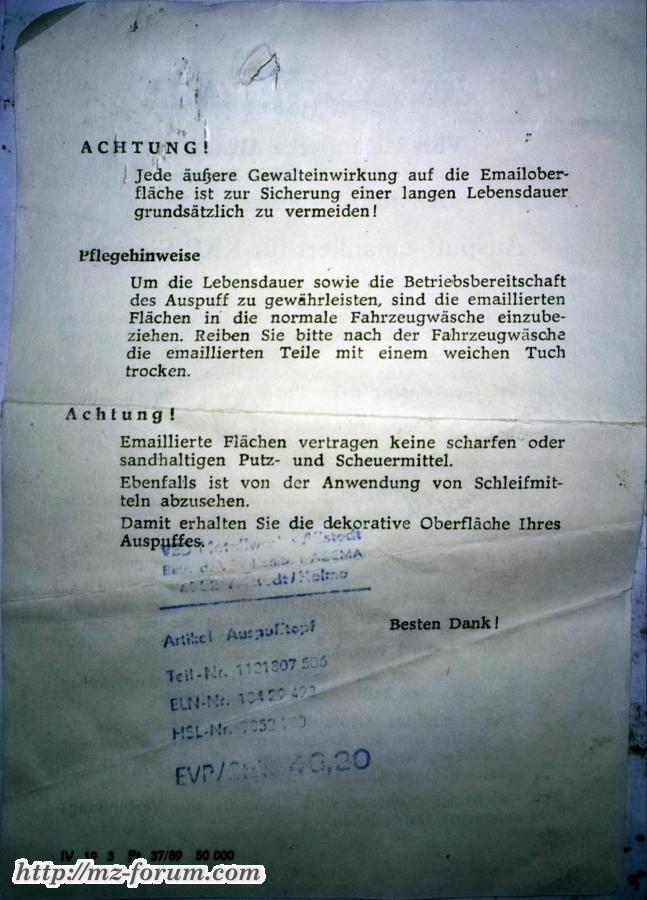 ACHTUNG!
Jede äußere Gewalteinwirkung auf die Emailober-
fläche ist zur Sicherung einer langen Lebensdauer
grundsätzlich zu vermeiden!
Pflegehinweise
Um die Lebensdauer sowie die Betriebsbereitschaft
des Auspuff zu gewährleisten, sind die emaillierten
Flächen in die normale Fahrzeugwäsche einzube-
ziehen. Reiben Sie bitte nach der Fahrzeugwäsche
die emaillierten Teile mit einem weichen Tuch
trocken.
Achtung!
Emaillierte Flächen vertragen keine scharfen oder
sandhaltigen Putz- und Scheuermittel.
Ebenfalls ist von der Anwendung von Schleifmit-
teln abzusehen.
Damit erhalten Sie die dekorative Oberfläche Ihres
Auspuffes.
VEB
Besten Dank!
Artikel Auspufftopf
Teil-Nr. 1121807 506
ELN-Nr.
HSL-Nr.
EVP/ 40,20
IV 37/89 50 000
http://mz-forum.com